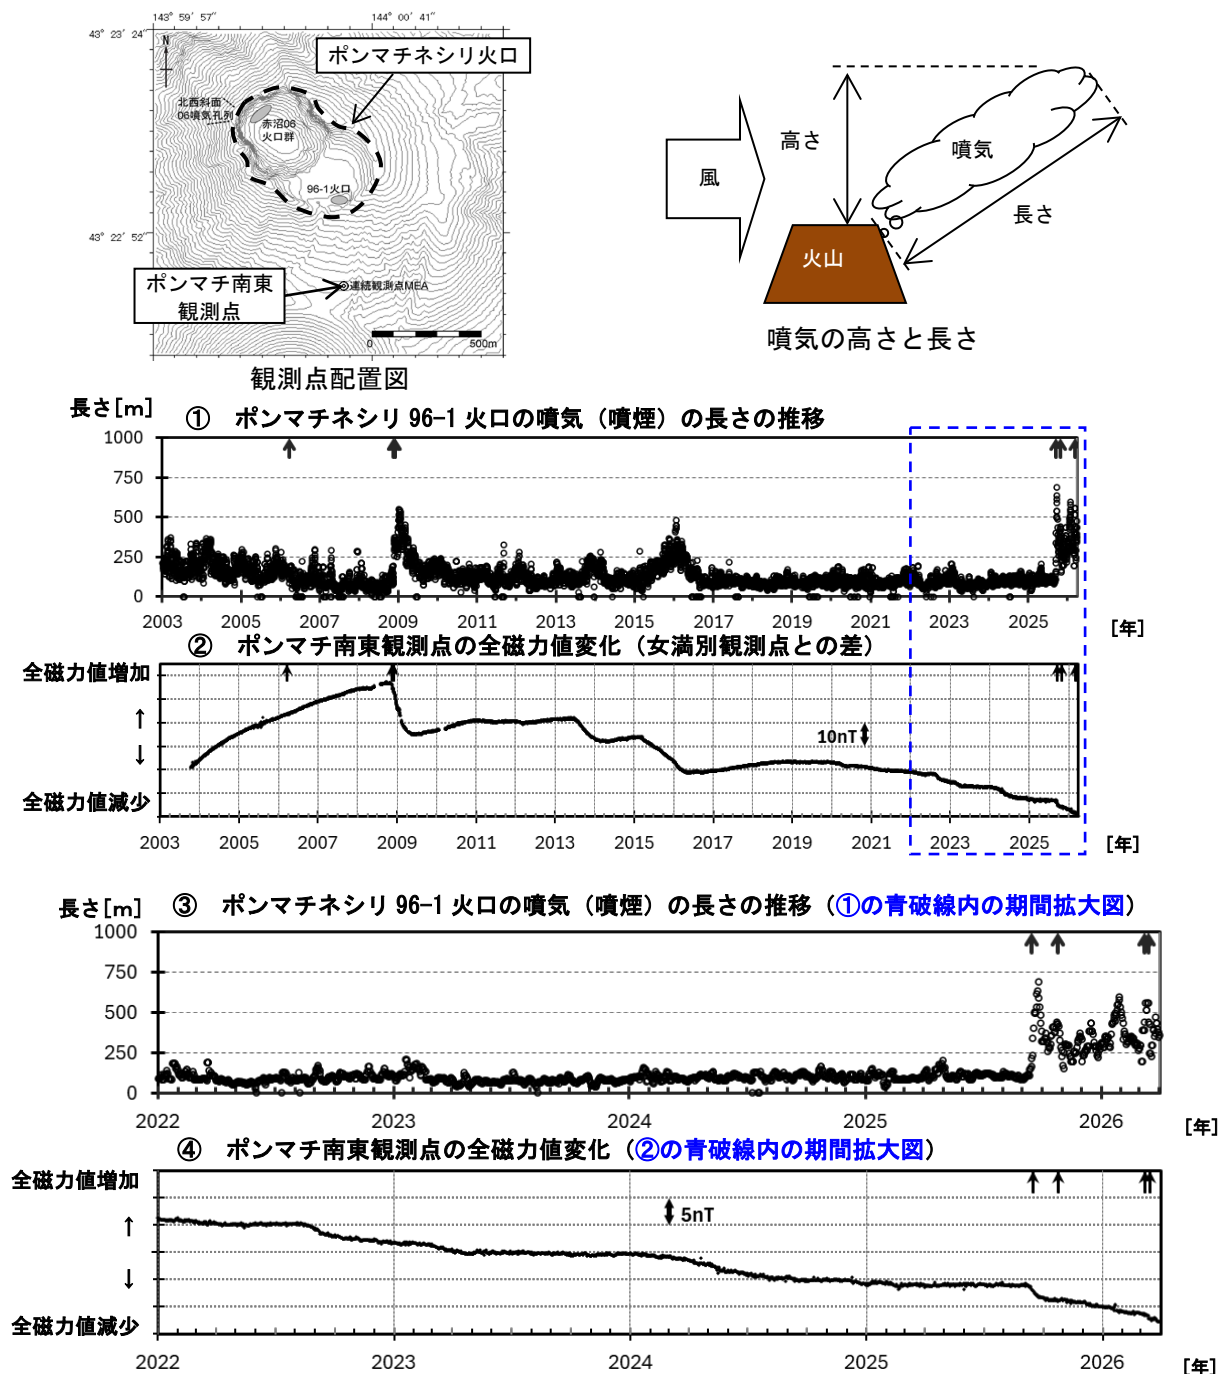 143° 59′ 57″
144° 00′ 41″
43° 23′ 24″
N
ポンマチネシリ火口
北西斜面
06噴気孔列
赤沼06
火口群
96-1火口
43° 22′ 52″
ポンマチ南東
観測点
連続観測点MEA
0
500m
観測点配置図
風
高さ
噴気
長さ
火山
噴気の高さと長さ
長さ[m]
① ポンマチネシリ 96-1 火口の噴気（噴煙）の長さの推移
1000
750
500
250
0
2003 2005 2007 2009 2011 2013 2015 2017 2019 2021 2023 2025
[年]
② ポンマチ南東観測点の全磁力値変化（女満別観測点との差）
全磁力値増加
↑
↓
全磁力値減少
10nT
2003 2005 2007 2009 2011 2013 2015 2017 2019 2021 2023 2025
[年]
長さ[m]
③ ポンマチネシリ 96-1 火口の噴気（噴煙）の長さの推移（①の青破線内の期間拡大図）
1000
750
500
250
0
2022 2023 2024 2025 2026
[年]
④ ポンマチ南東観測点の全磁力値変化（②の青破線内の期間拡大図）
全磁力値増加
↑
↓
全磁力値減少
5nT
2022 2023 2024 2025 2026
[年]